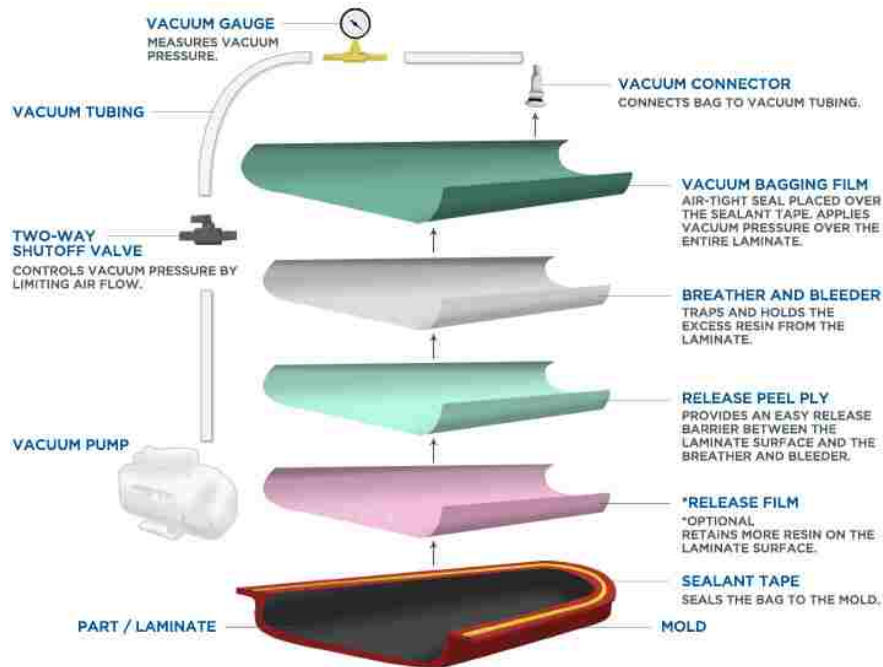 VACUUM GAUGE
MEASURES VACUUM
PRESSURE.
VACUUM CONNECTOR
CONNECTS BAG TO VACUUM TUBING.
VACUUM TUBING
VACUUM BAGGING FILM
AIR-TIGHT SEAL PLACED OVER
THE SEALANT TAPE. APPLIES
VACUUM PRESSURE OVER THE
ENTIRE LAMINATE.
TWO-WAY
SHUTOFF VALVE
CONTROLS VACUUM PRESSURE BY
LIMITING AIR FLOW.
BREATHER AND BLEEDER
TRAPS AND HOLDS THE
EXCESS RESIN FROM THE
LAMINATE.
RELEASE PEEL PLY
PROVIDES AN EASY RELEASE
BARRIER BETWEEN THE
LAMINATE SURFACE AND THE
BREATHER AND BLEEDER.
VACUUM PUMP
*RELEASE FILM
*OPTIONAL
RETAINS MORE RESIN ON THE
LAMINATE SURFACE.
SEALANT TAPE
SEALS THE BAG TO THE MOLD.
PART / LAMINATE
MOLD